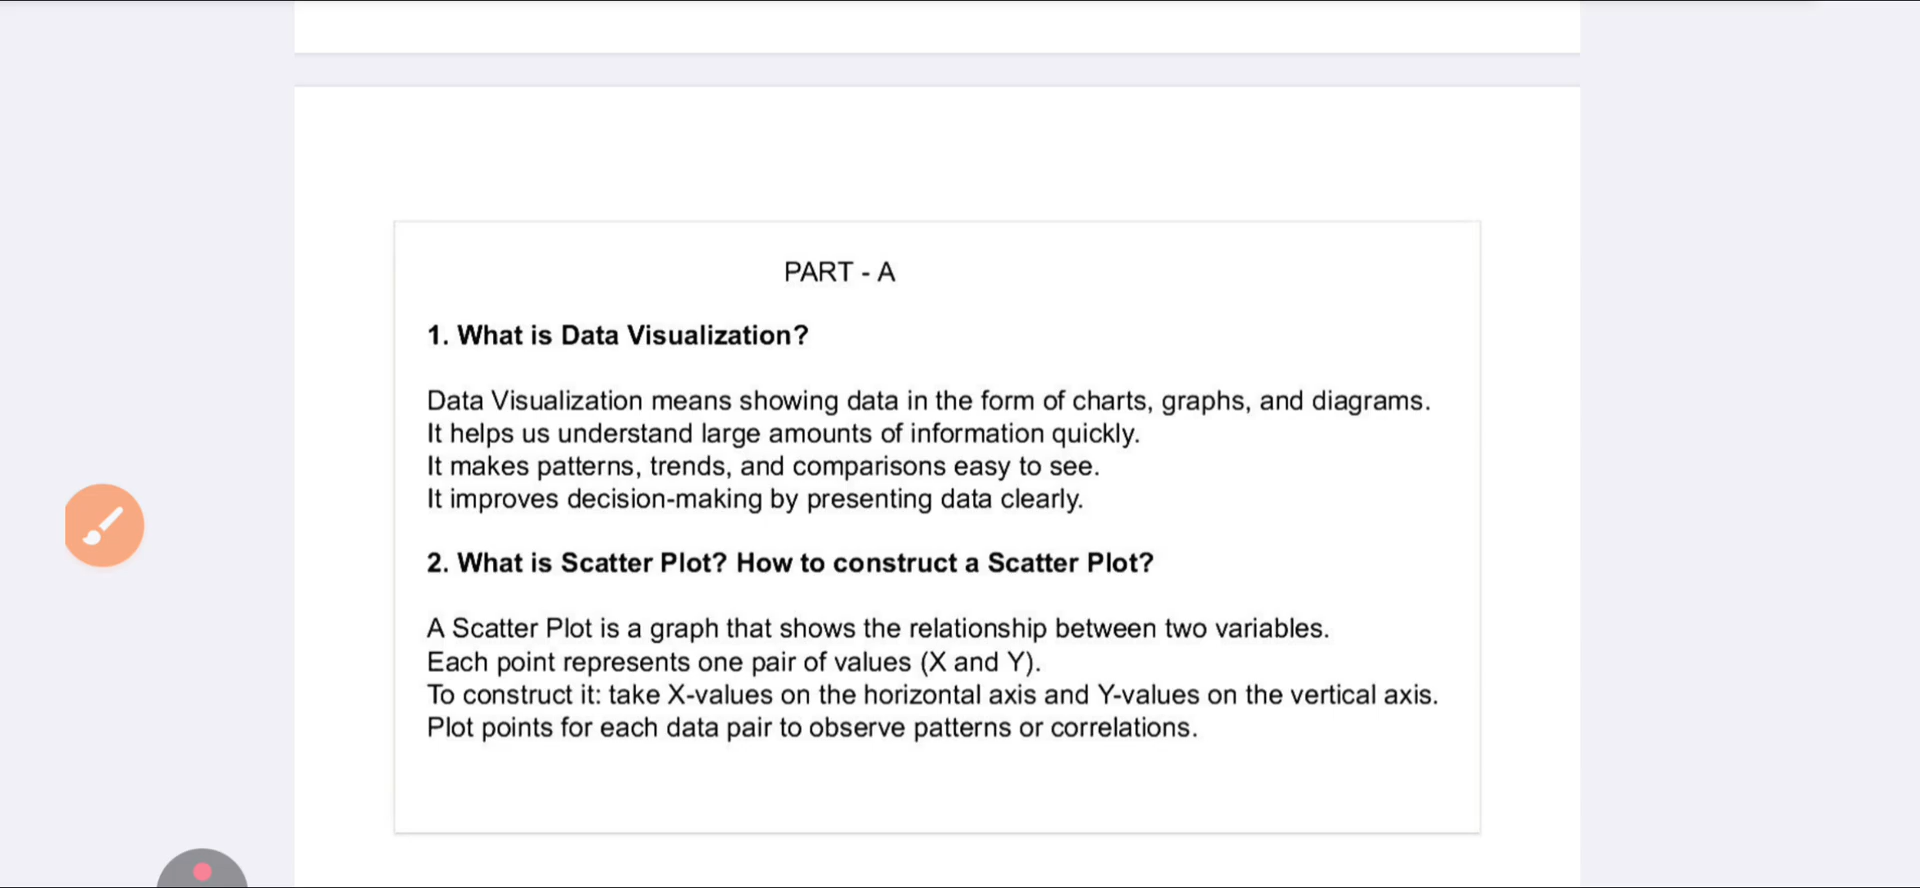 PART - A
1. What is Data Visualization?
Data Visualization means showing data in the form of charts, graphs, and diagrams.
It helps us understand large amounts of information quickly.
It makes patterns, trends, and comparisons easy to see.
It improves decision-making by presenting data clearly.
2. What is Scatter Plot? How to construct a Scatter Plot?
A Scatter Plot is a graph that shows the relationship between two variables.
Each point represents one pair of values (X and Y).
To construct it: take X-values on the horizontal axis and Y-values on the vertical axis.
Plot points for each data pair to observe patterns or correlations.